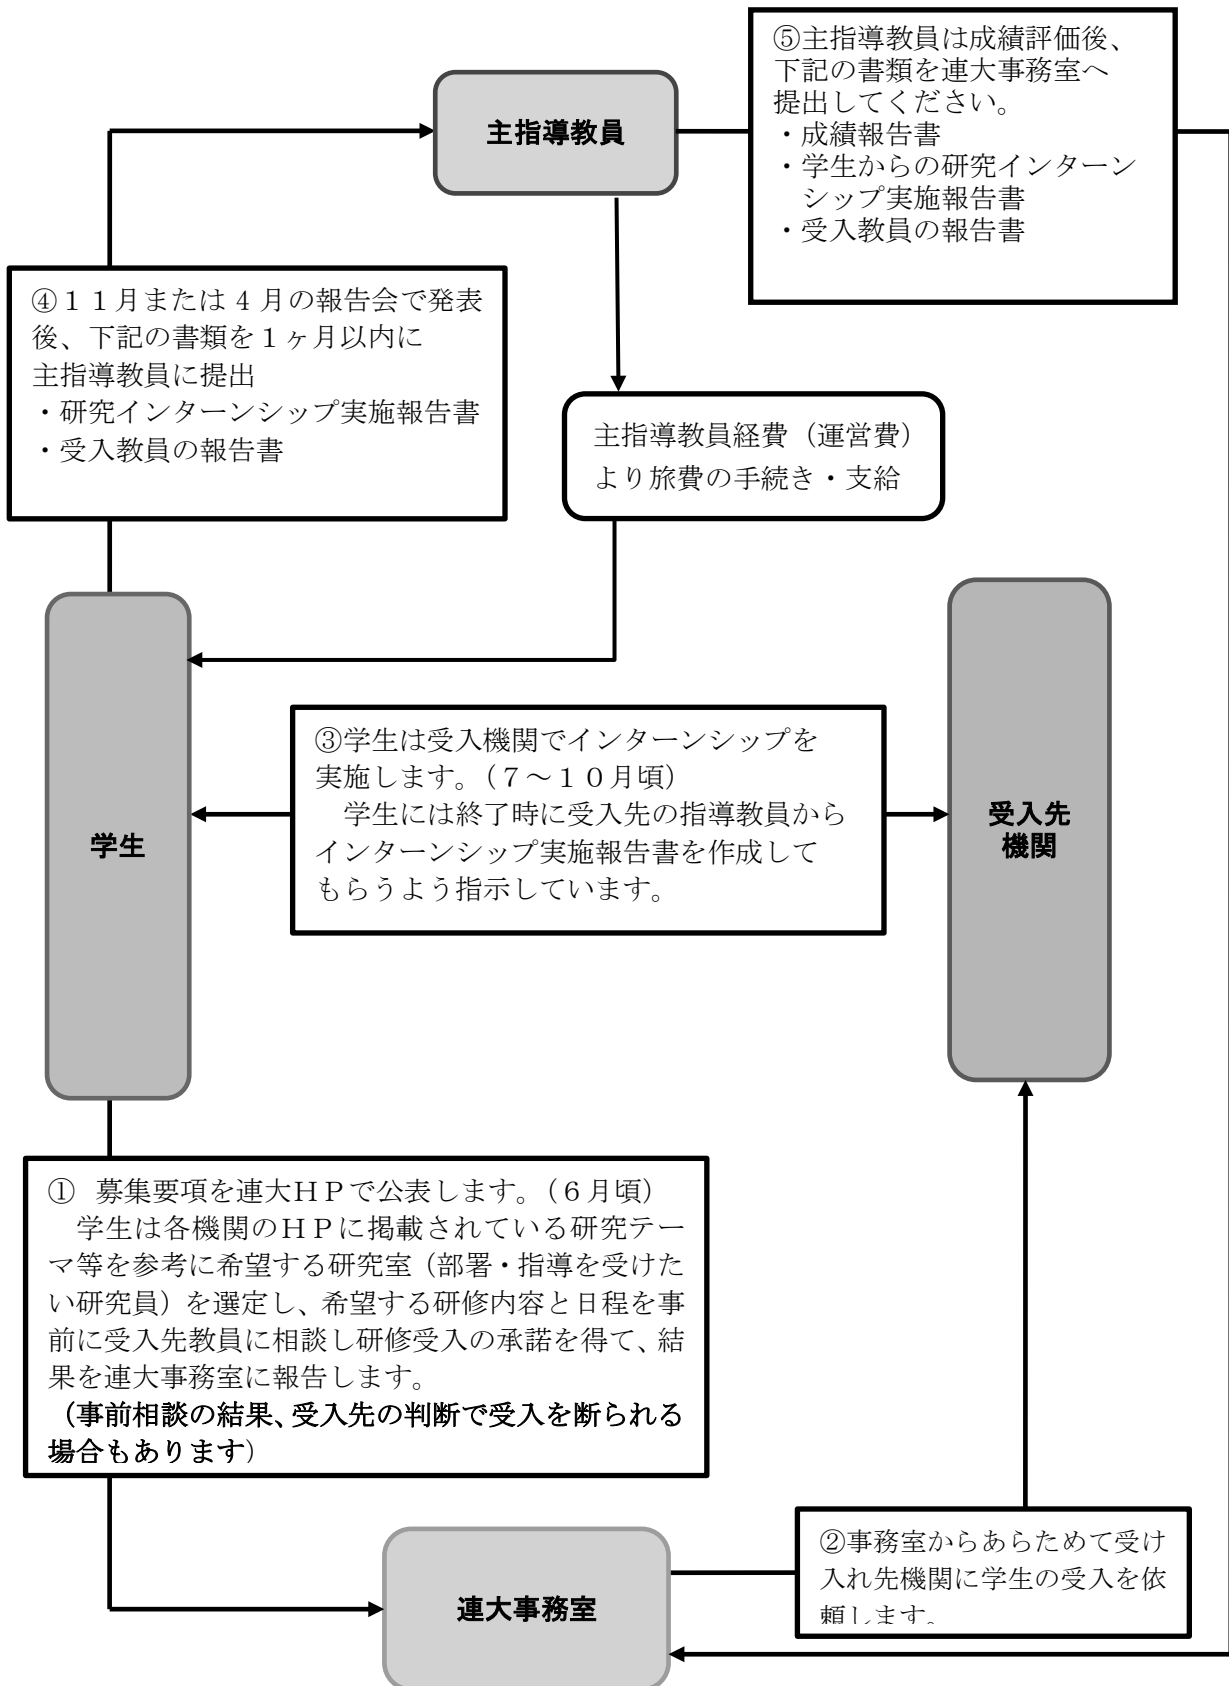 ⑤主指導教員は成績評価後、
下記の書類を連大事務室へ
提出してください。
・成績報告書
・学生からの研究インターン
シップ実施報告書
・受入教員の報告書
主指導教員
④１１月または 4 月の報告会で発表
後、下記の書類を１ヶ月以内に
主指導教員に提出
・研究インターンシップ実施報告書
・受入教員の報告書
主指導教員経費（運営費）
より旅費の手続き・支給
③学生は受入機関でインターンシップを
実施します。（７～１０月頃）
学生には終了時に受入先の指導教員から
インターンシップ実施報告書を作成して
もらうよう指示しています。
学生
受入先
機関
① 募集要項を連大ＨＰで公表します。（６月頃）
学生は各機関のＨＰに掲載されている研究テー
マ等を参考に希望する研究室（部署・指導を受けた
い研究員）を選定し、希望する研修内容と日程を事
前に受入先教員に相談し研修受入の承諾を得て、結
果を連大事務室に報告します。
（事前相談の結果、受入先の判断で受入を断られる
場合もあります）
②事務室からあらためて受け
入れ先機関に学生の受入を依
頼します。
連大事務室